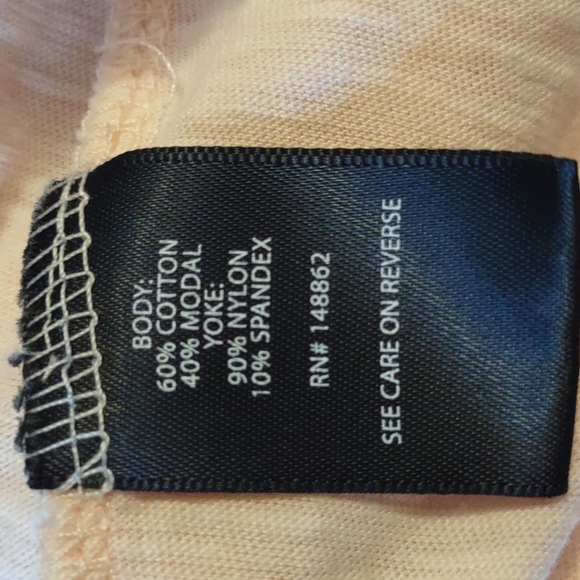 BODY:
60% COTTON
40% MODAL
YOKE:
90% NYLON
10% SPANDEX
RN# 148862
SEE CARE ON REVERSE